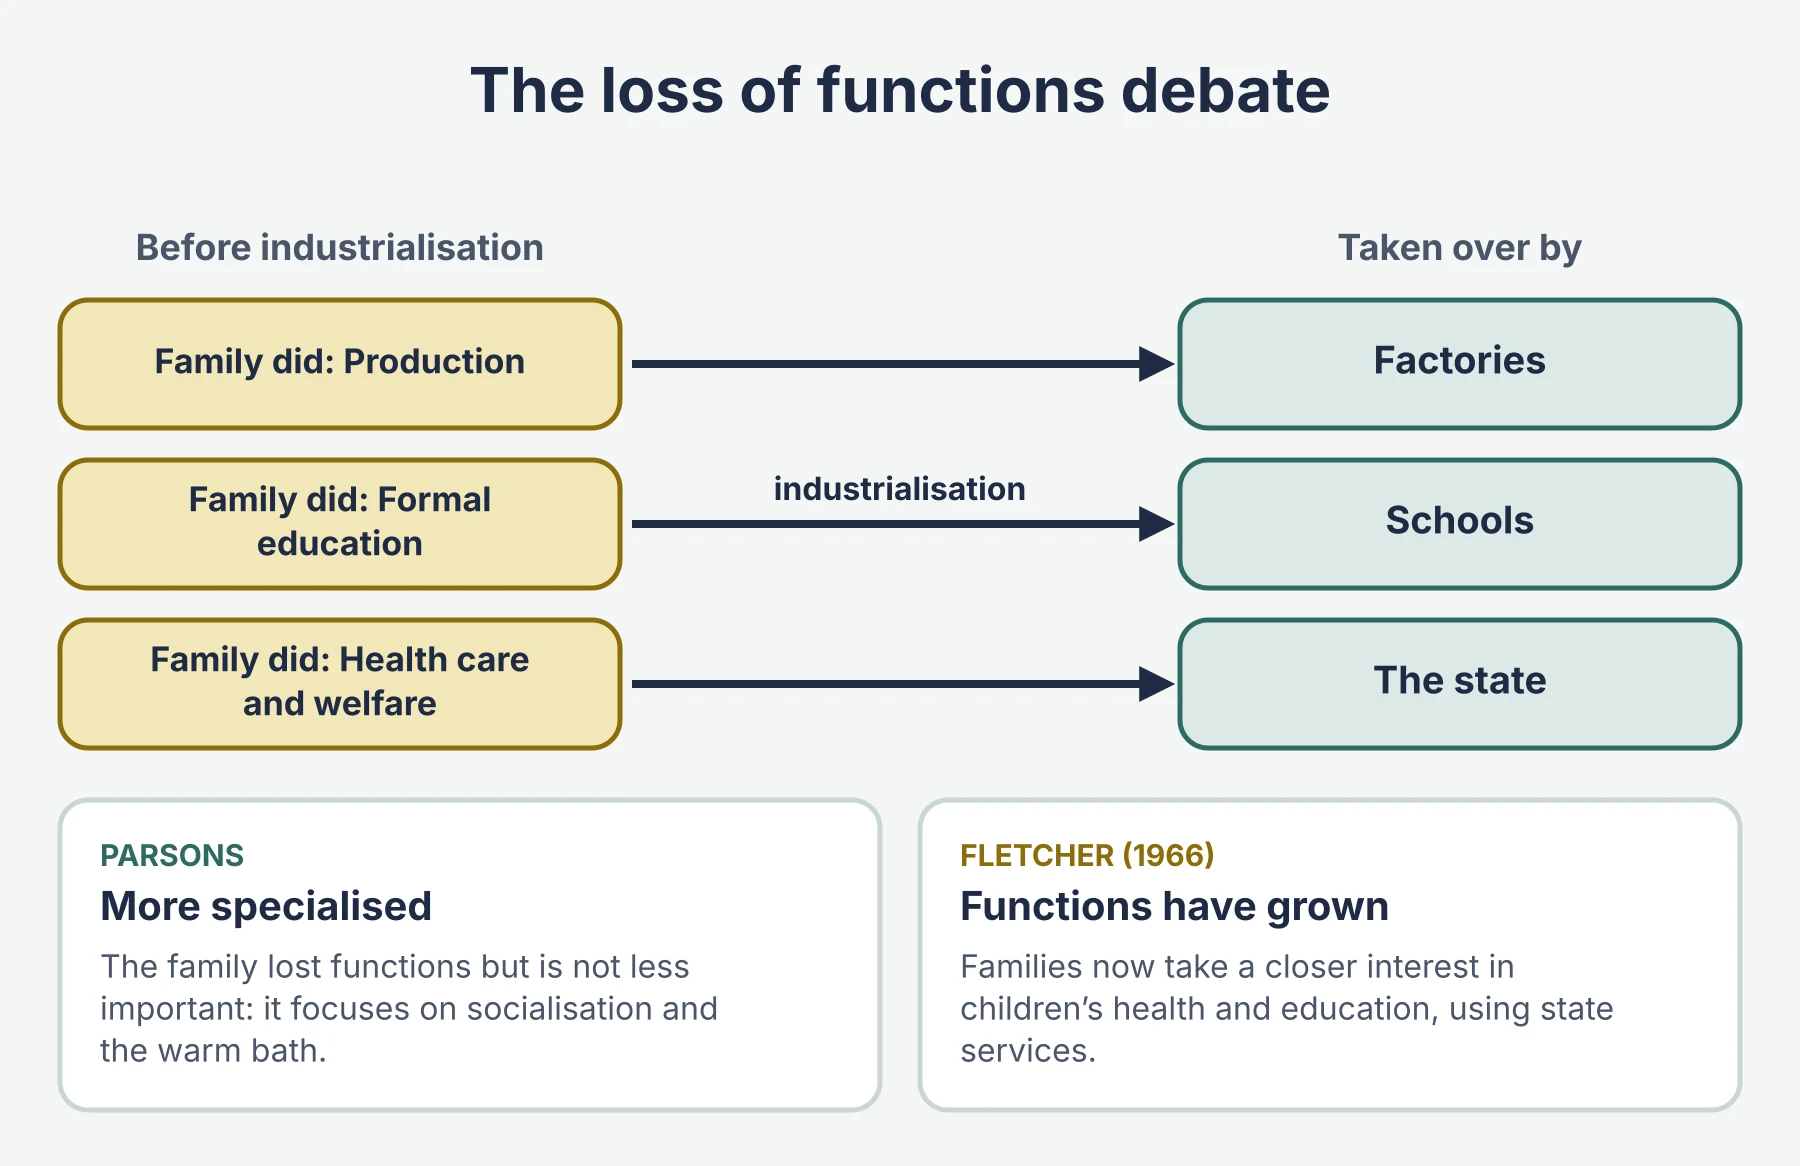 The loss of functions debate
Before industrialisation
Taken over by
Family did: Production
Factories
Family did: Formal
education
industrialisation
Schools
Family did: Health care
and welfare
The state
PARSONS
More specialised
The family lost functions but is not less
important: it focuses on socialisation and
the warm bath.
FLETCHER (1966)
Functions have grown
Families now take a closer interest in
children’s health and education, using state
services.